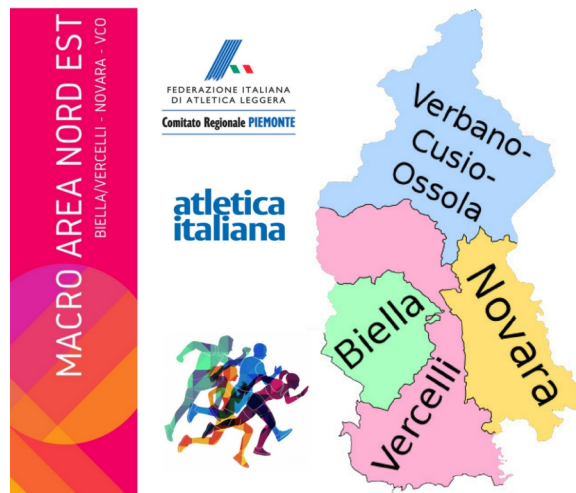 MACRO AREA NORD EST
BIELLA/VERCELLI - NOVARA - VCO
FEDERAZIONE ITALIANA
DI ATLETICA LEGGERA
Comitato Regionale PIEMONTE
atletica
italiana
Verbano-
Cusio-
Ossola
Novara
Biella
Vercelli